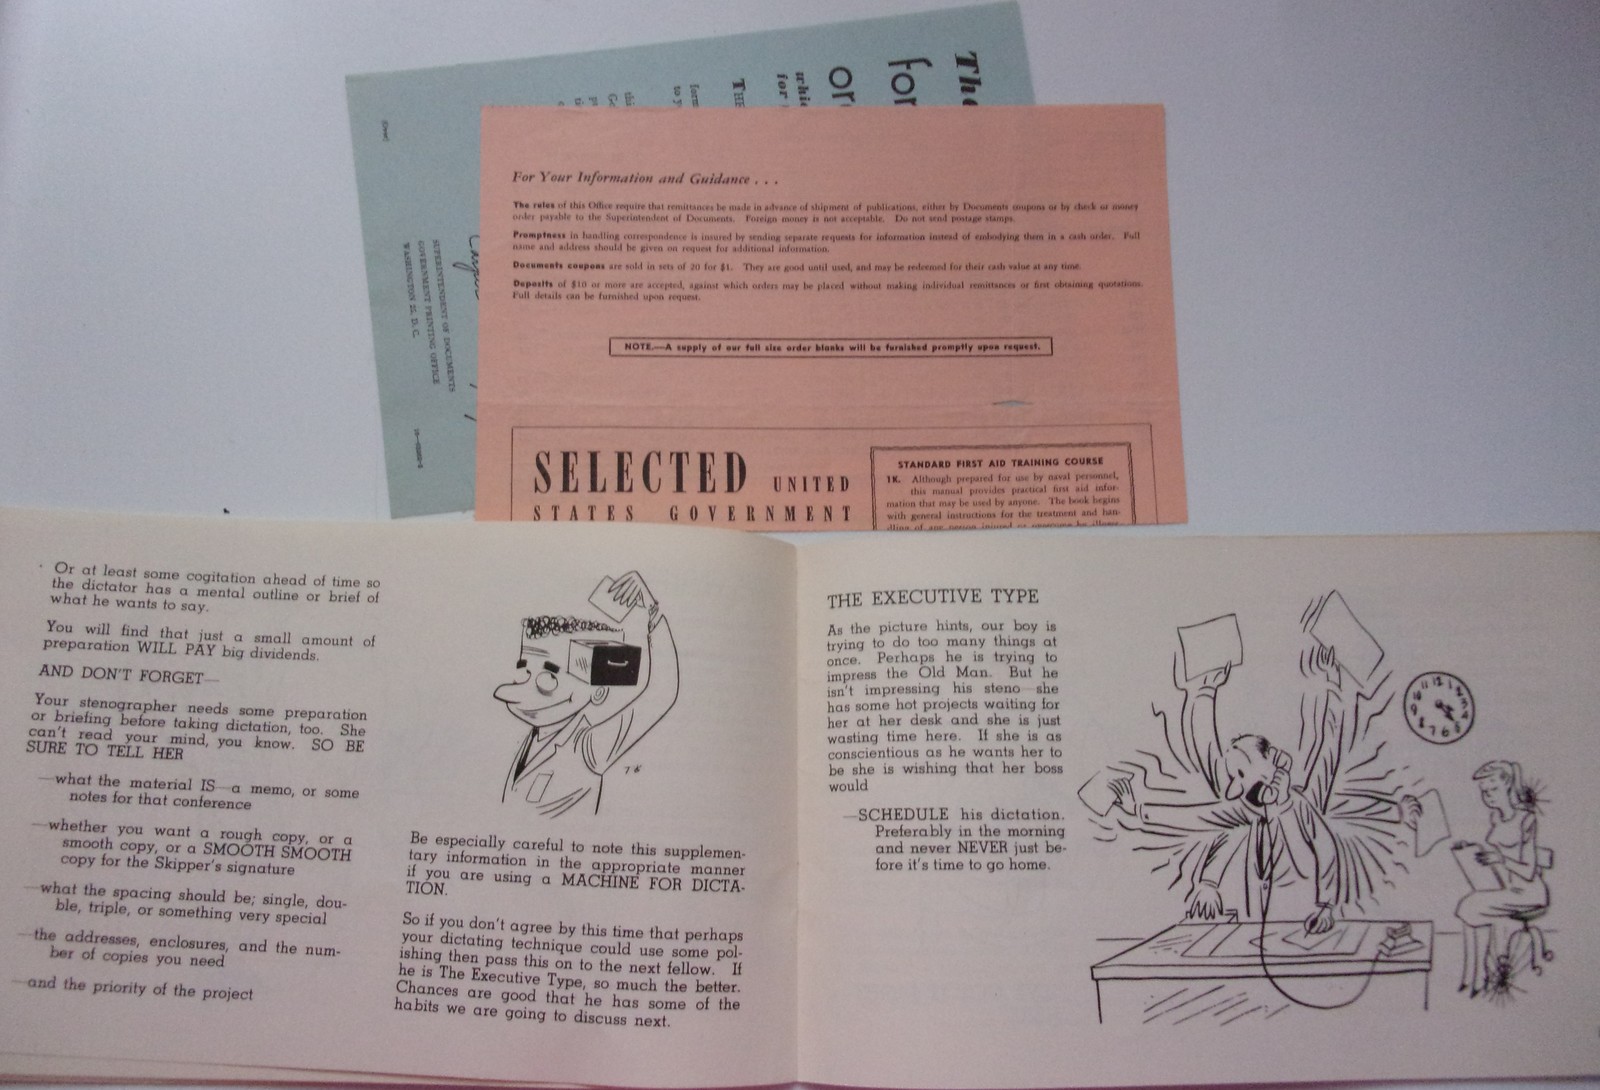 The
for
or
whic
for
THE
form
to y
this
Go
(Over)
SUPERINTENDENT OF DOCUMENTS
GOVERNMENT PRINTING OFFICE
WASHINGTON 25, D. C.
For Your Information and Guidance . . .
The rules of this Office require that remittances be made in advance of shipment of publications, either by Documents coupons or by check or money
order payable to the Superintendent of Documents. Foreign money is not acceptable. Do not send postage stamps.
Promptness in handling correspondence is insured by sending separate requests for information instead of embodying them in a cash order. Full
name and address should be given on request for additional information.
Documents coupons are sold in sets of 20 for $1. They are good until used, and may be redeemed for their cash value at any time.
Deposits of $10 or more are accepted, against which orders may be placed without making individual remittances or first obtaining quotations.
Full details can be furnished upon request.
NOTE.—A supply of our full size order blanks will be furnished promptly upon request.
SELECTED UNITED
STATES GOVERNMENT
STANDARD FIRST AID TRAINING COURSE
1K. Although prepared for use by naval personnel,
this manual provides practical first aid infor-
mation that may be used by anyone. The book begins
with general instructions for the treatment and han-
dling of any person injured or
Or at least some cogitation ahead of time so
the dictator has a mental outline or brief of
what he wants to say.
You will find that just a small amount of
preparation WILL PAY big dividends.
AND DON'T FORGET—
Your stenographer needs some preparation
or briefing before taking dictation, too. She
can't read your mind, you know. SO BE
SURE TO TELL HER
—what the material IS—a memo, or some
notes for that conference
—whether you want a rough copy, or a
smooth copy, or a SMOOTH SMOOTH
copy for the Skipper's signature
—what the spacing should be; single, dou-
ble, triple, or something very special
—the addresses, enclosures, and the num-
ber of copies you need
—and the priority of the project
Be especially careful to note this supplemen-
tary information in the appropriate manner
if you are using a MACHINE FOR DICTA-
TION.
So if you don't agree by this time that perhaps
your dictating technique could use some pol-
ishing then pass this on to the next fellow. If
he is The Executive Type, so much the better.
Chances are good that he has some of the
habits we are going to discuss next.
THE EXECUTIVE TYPE
As the picture hints, our boy is
trying to do too many things at
once. Perhaps he is trying to
impress the Old Man. But he
isn't impressing his steno—she
has some hot projects waiting for
her at her desk and she is just
wasting time here. If she is as
conscientious as he wants her to
be she is wishing that her boss
would
—SCHEDULE his dictation.
Preferably in the morning
and never NEVER just be-
fore it's time to go home.